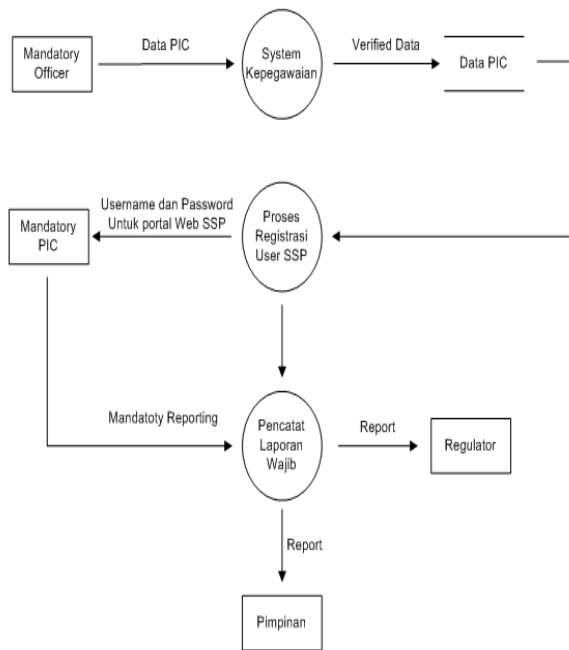 Mandatory
Officer
Data PIC
System
Kepegawaian
Verified Data
Data PIC
Mandatory
PIC
Username dan Password
Untuk portal Web SSP
Proses
Registrasi
User SSP
Mandatoty Reporting
Pencatat
Laporan
Wajib
Report
Regulator
Report
Pimpinan